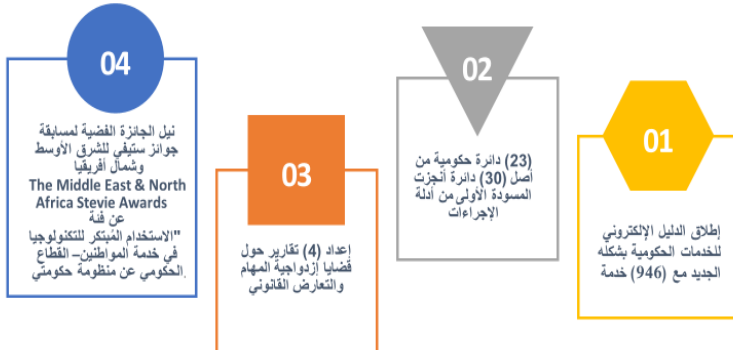 01
إطلاق الدليل الإلكتروني
للخدمات الحكومية بشكله
الجديد مع (946) خدمة
02
(23) دائرة حكومية من
أصل (30) دائرة أنجزت
المسودة الأولى من أدلة
الإجراءات
03
إعداد (4) تقارير حول
قضايا إزدواجية المهام
والتعارض القانوني
04
نيل الجائزة الفضية لمسابقة
جوائز ستيفي للشرق الأوسط
وشمال أفريقيا
The Middle East & North
Africa Stevie Awards
عن فئة
"الاستخدام المُبتكر للتكنولوجيا
في خدمة المواطنين– القطاع
الحكومي عن منظومة حكومتي.